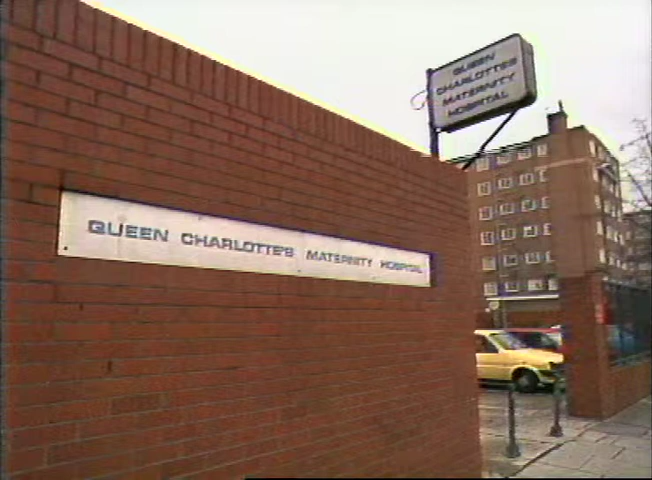 QUEEN
CHARLOTTE'S
MATERNITY
HOSPITAL
QUEEN CHARLOTTE'S MATERNITY HOSPITAL